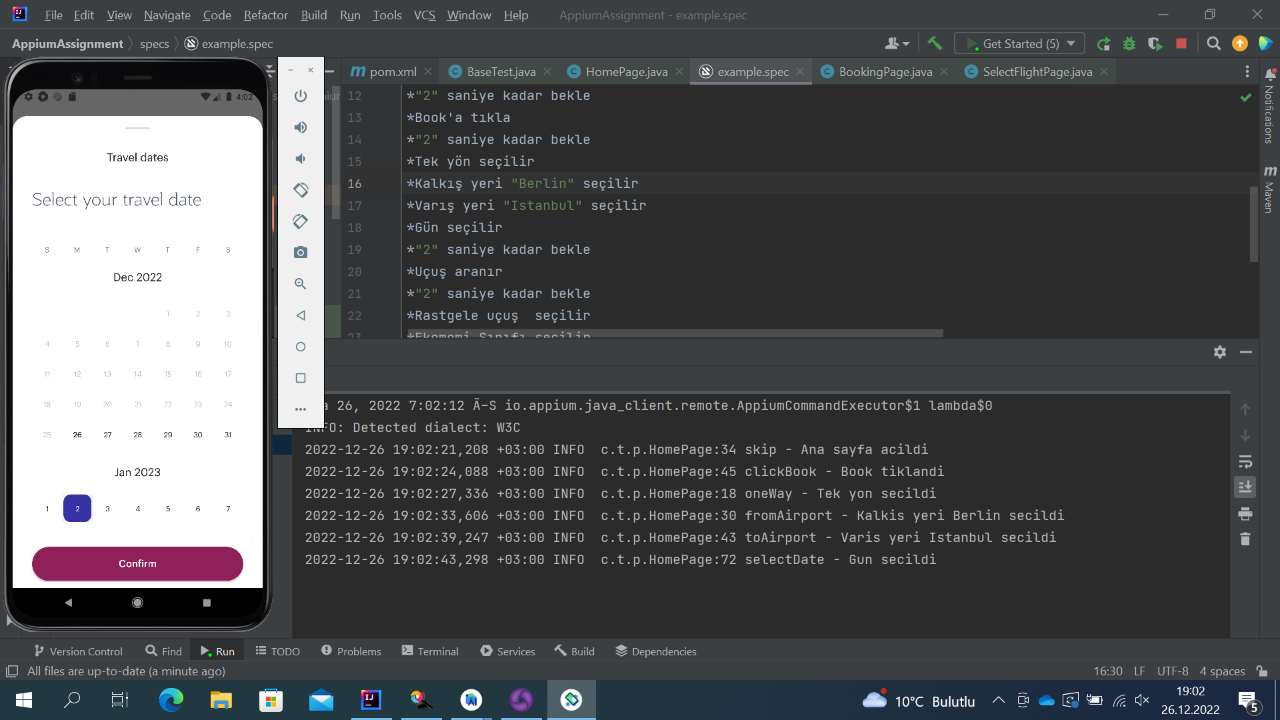 File Edit View Navigate Code Refactor Build Run Tools VCS Window Help AppiumAssignment - example.spec
AppiumAssignment specs example.spec Get Started (5)
pom.xml BaseTest.java HomePage.java example.spec BookingPage.java SelectFlightPage.java
4:02
Travel dates
Select your travel date
S M T W T F S
Dec 2022
1 2 3
4 5 6 7 8 9 10
11 12 13 14 15 16 17
18 19 20 21 22 23 24
25 26 27 28 29 30 31
Jan 2023
1 2 3 4 5 6 7
Confirm
12 *"2" saniye kadar bekle
13 *Book'a tıkla
14 *"2" saniye kadar bekle
15 *Tek yön seçilir
16 *Kalkış yeri "Berlin" seçilir
17 *Varış yeri "Istanbul" seçilir
18 *Gün seçilir
19 *"2" saniye kadar bekle
20 *Uçuş aranır
21 *"2" saniye kadar bekle
22 *Rastgele uçuş  seçilir
23 *Ekomomi Sınıfı seçilir
Notifications
Maven
a 26, 2022 7:02:12 Ä-S io.appium.java_client.remote.AppiumCommandExecutor$1 lambda$0
INFO: Detected dialect: W3C
2022-12-26 19:02:21,208 +03:00 INFO  c.t.p.HomePage:34 skip - Ana sayfa acildi
2022-12-26 19:02:24,088 +03:00 INFO  c.t.p.HomePage:45 clickBook - Book tiklandi
2022-12-26 19:02:27,336 +03:00 INFO  c.t.p.HomePage:18 oneWay - Tek yon secildi
2022-12-26 19:02:33,606 +03:00 INFO  c.t.p.HomePage:30 fromAirport - Kalkis yeri Berlin secildi
2022-12-26 19:02:39,247 +03:00 INFO  c.t.p.HomePage:43 toAirport - Varis yeri Istanbul secildi
2022-12-26 19:02:43,298 +03:00 INFO  c.t.p.HomePage:72 selectDate - Gun secildi
Version Control Find Run TODO Problems Terminal Services Build Dependencies
All files are up-to-date (a minute ago) 16:30 LF UTF-8 4 spaces
10°C Bulutlu 19:02
26.12.2022
5